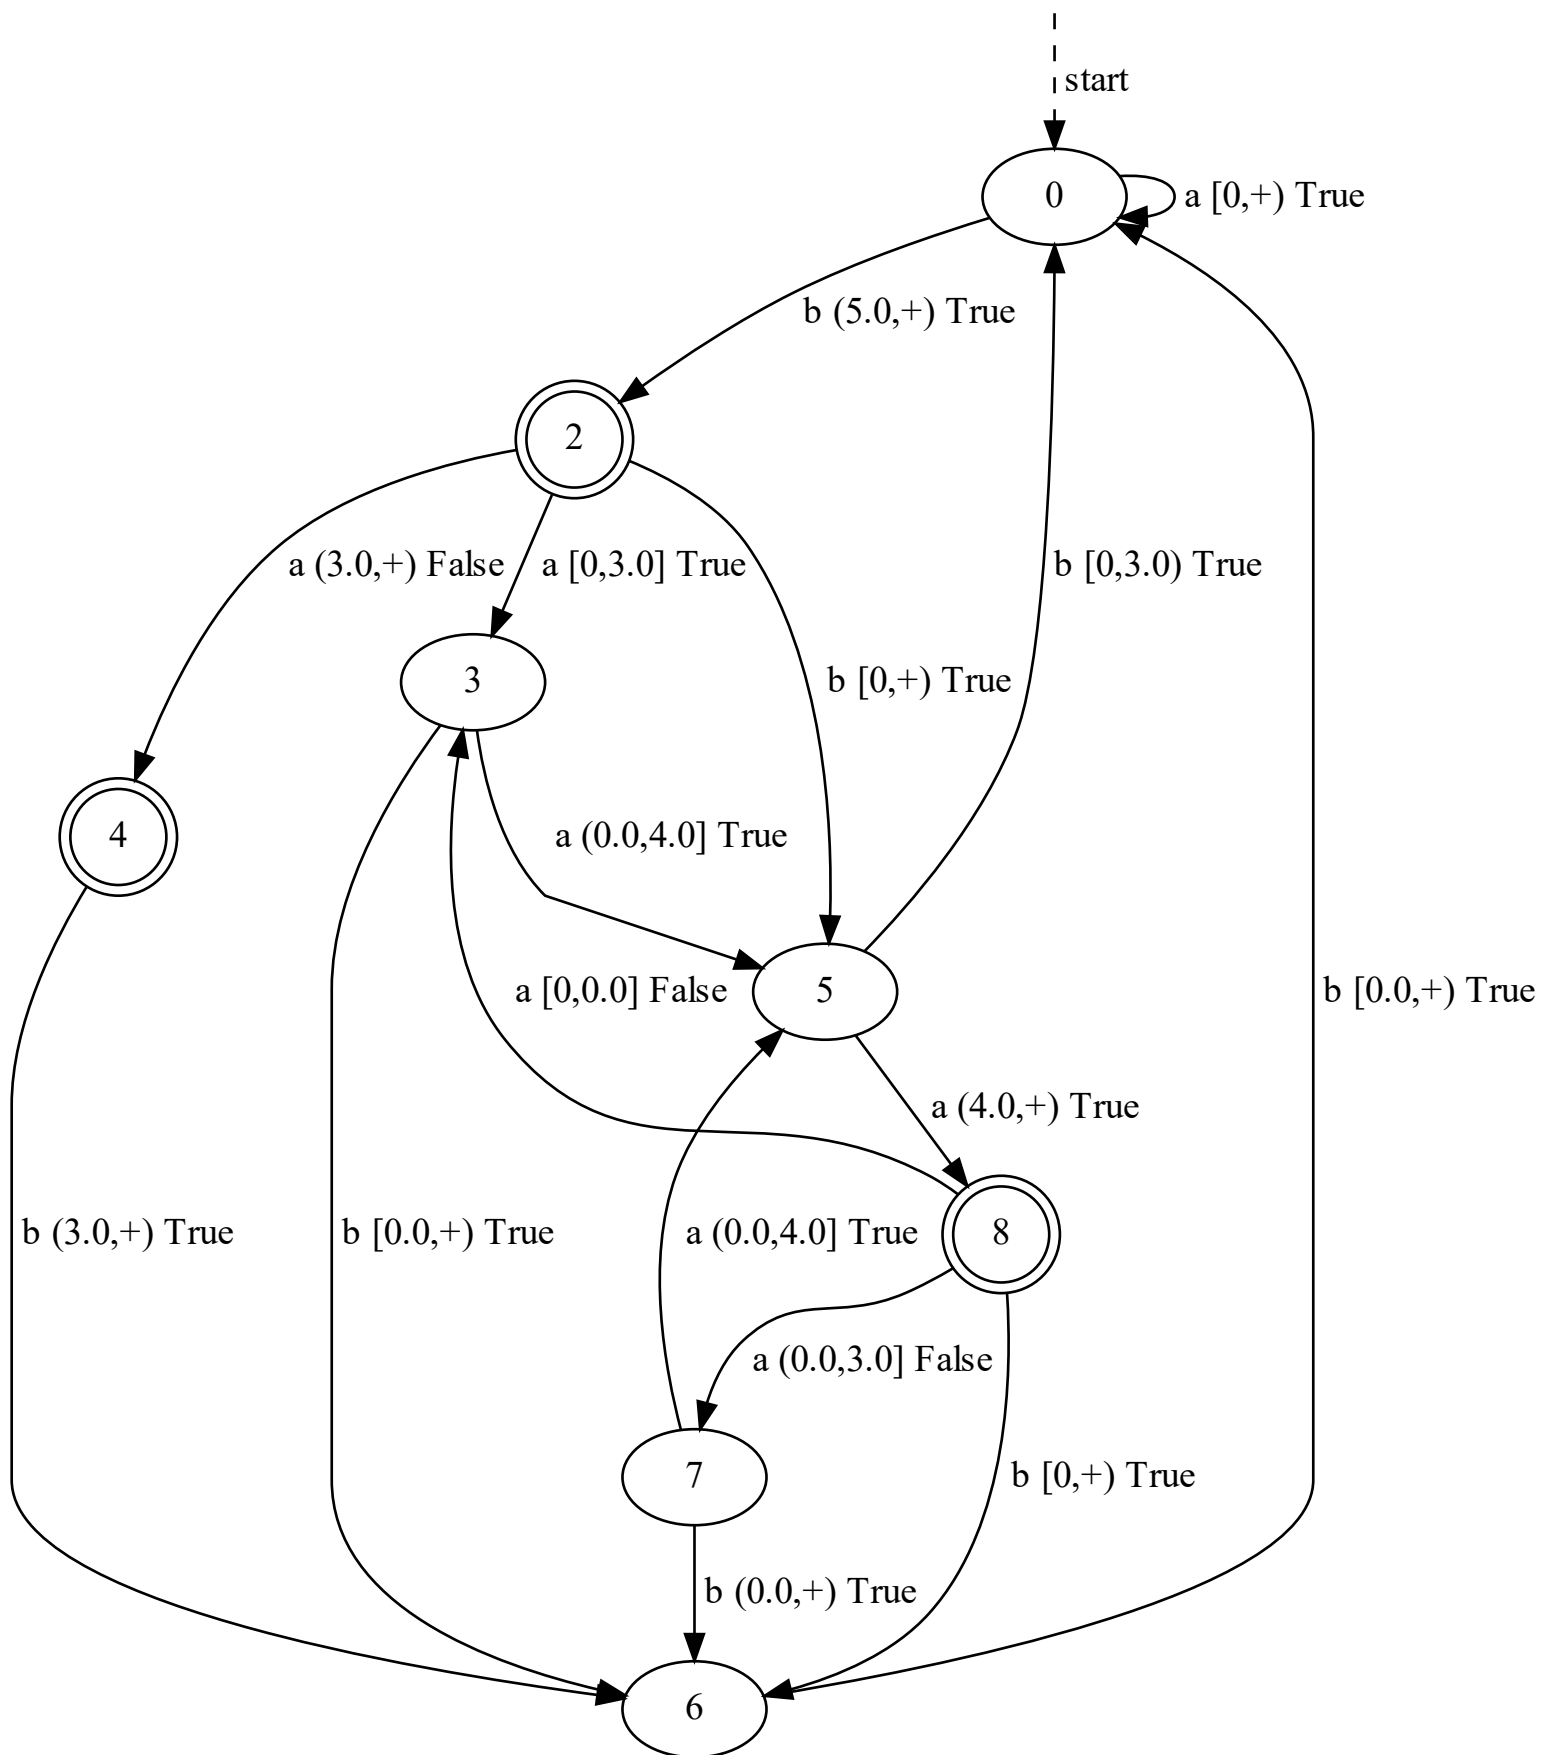 start
0
a [0,+) True
b (5.0,+) True
2
a (3.0,+) False
a [0,3.0] True
b [0,3.0) True
3
b [0,+) True
4
a (0.0,4.0] True
a [0,0.0] False
5
b [0.0,+) True
a (4.0,+) True
b (3.0,+) True
b [0.0,+) True
a (0.0,4.0] True
8
a (0.0,3.0] False
7
b [0,+) True
b (0.0,+) True
6